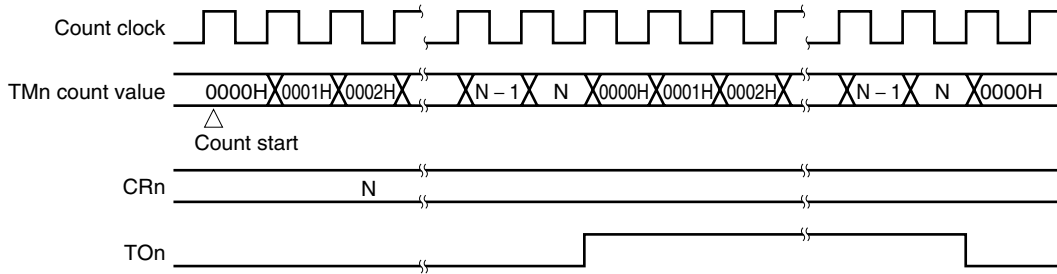 Count clock
TMn count value 0000H 0001H 0002H N – 1 N 0000H 0001H 0002H N – 1 N 0000H
Count start
CRn N
TOn